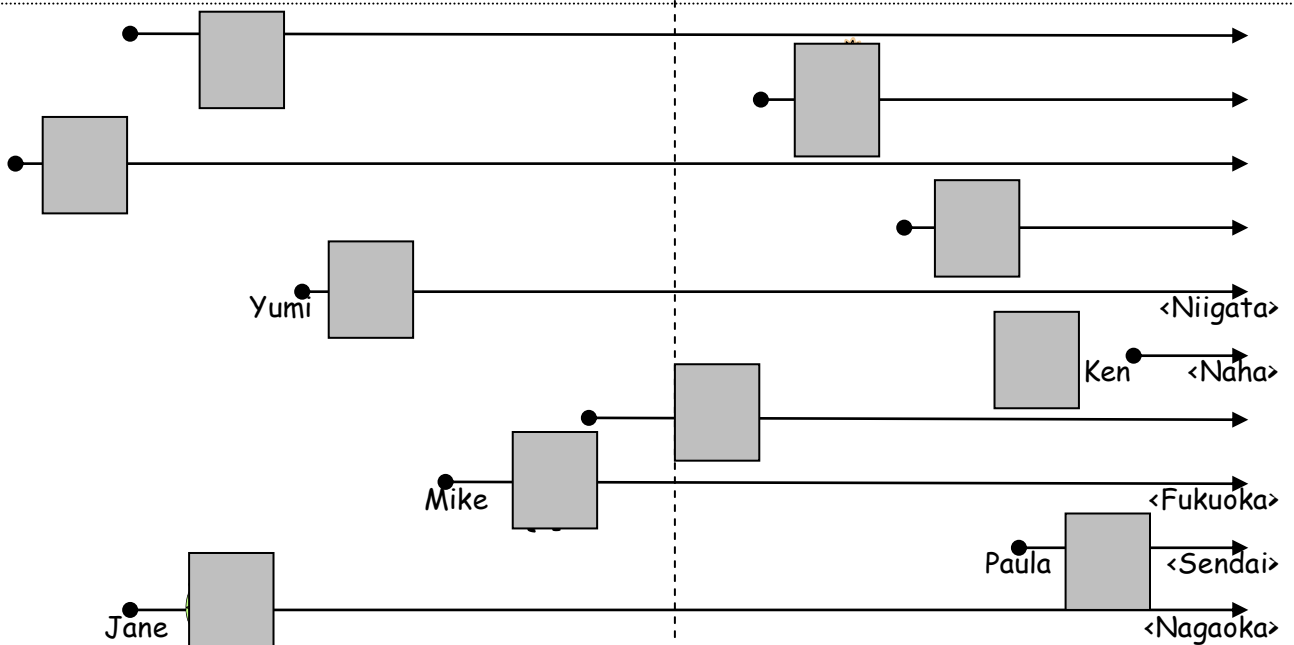 Yumi <Niigata>
Ken <Naha>
Mike <Fukuoka>
Paula <Sendai>
Jane <Nagaoka>